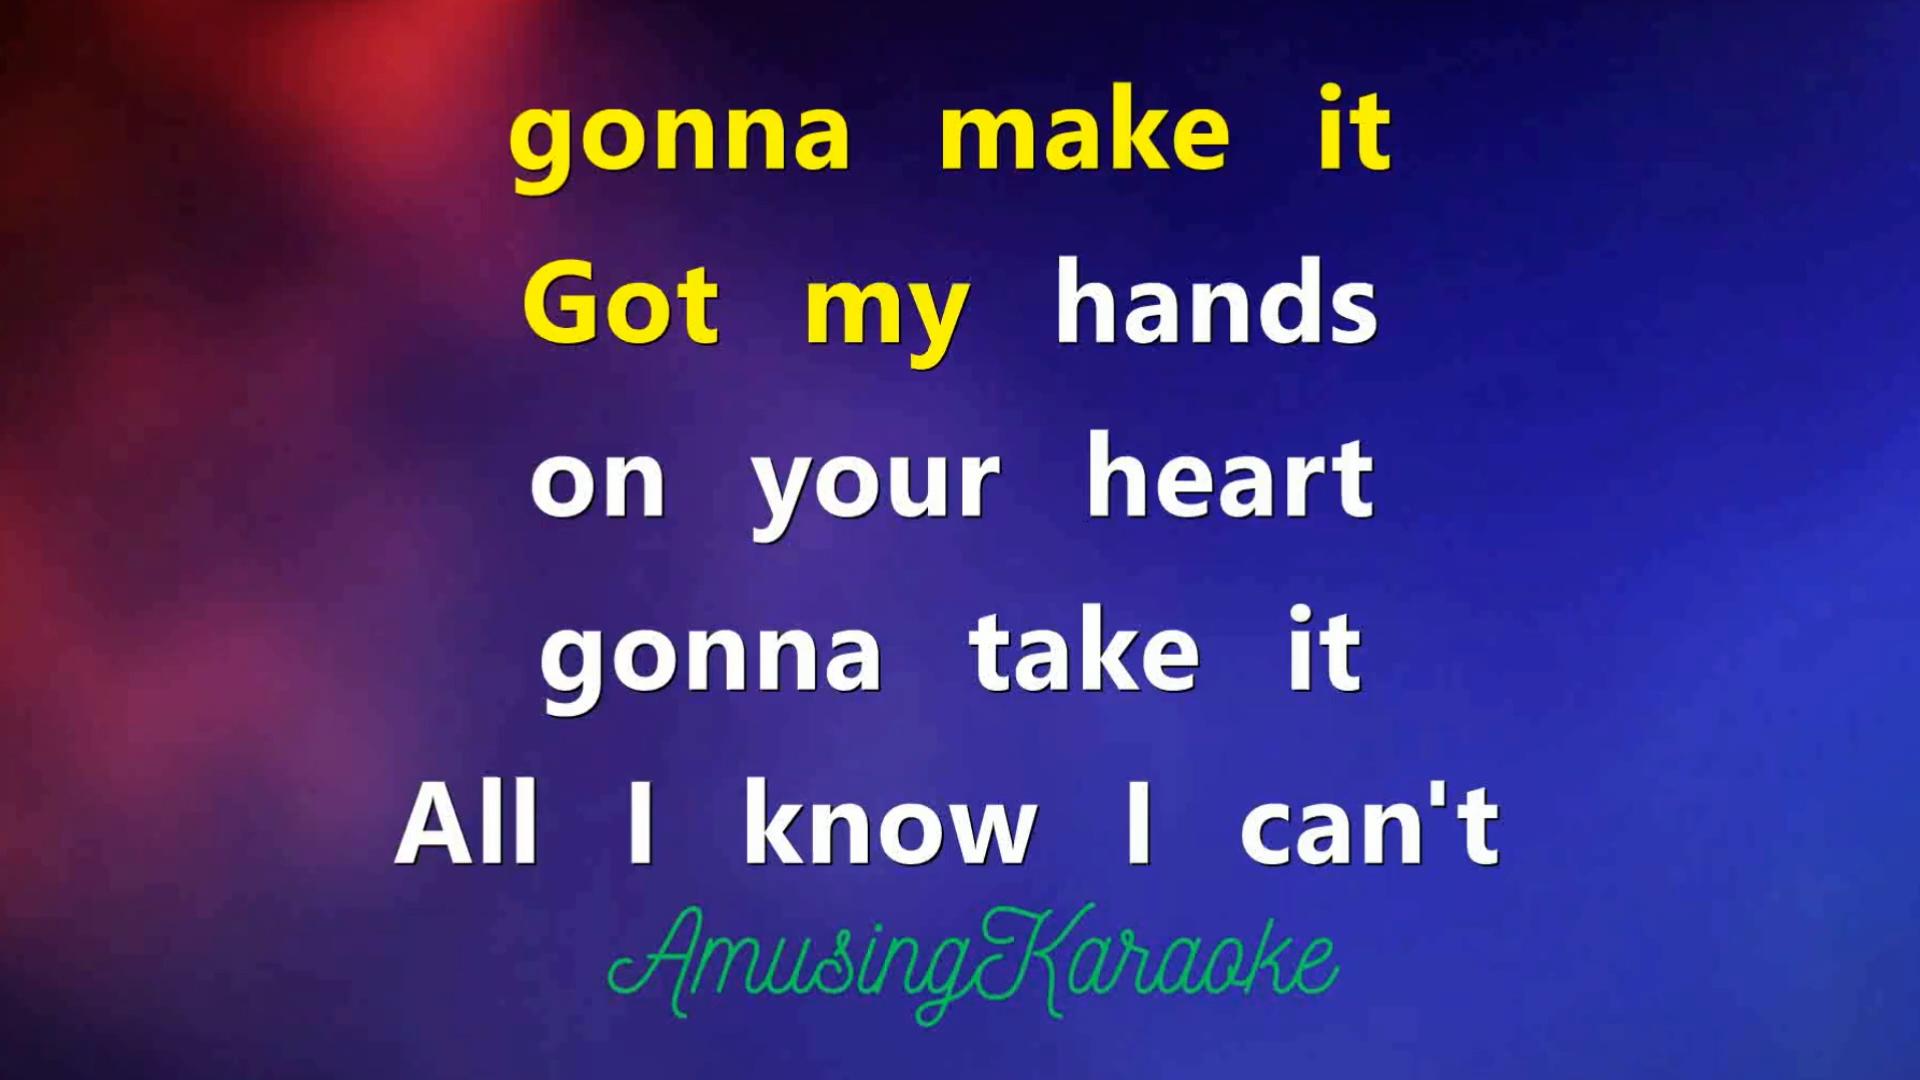 gonna make it
Got my hands
on your heart
gonna take it
All I know I can't
AmusingKaraoke